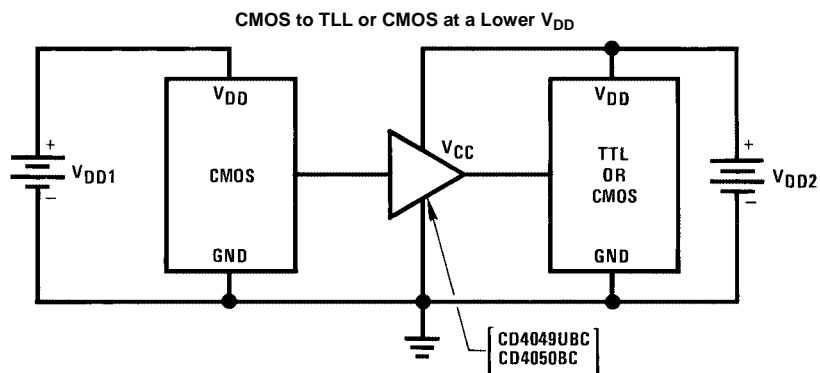 CMOS to TLL or CMOS at a Lower VDD
VDD
VDD
+
VCC
+
TTL
OR
CMOS
VDD1
CMOS
VDD2
−
−
GND
GND
CD4049UBC
CD4050BC